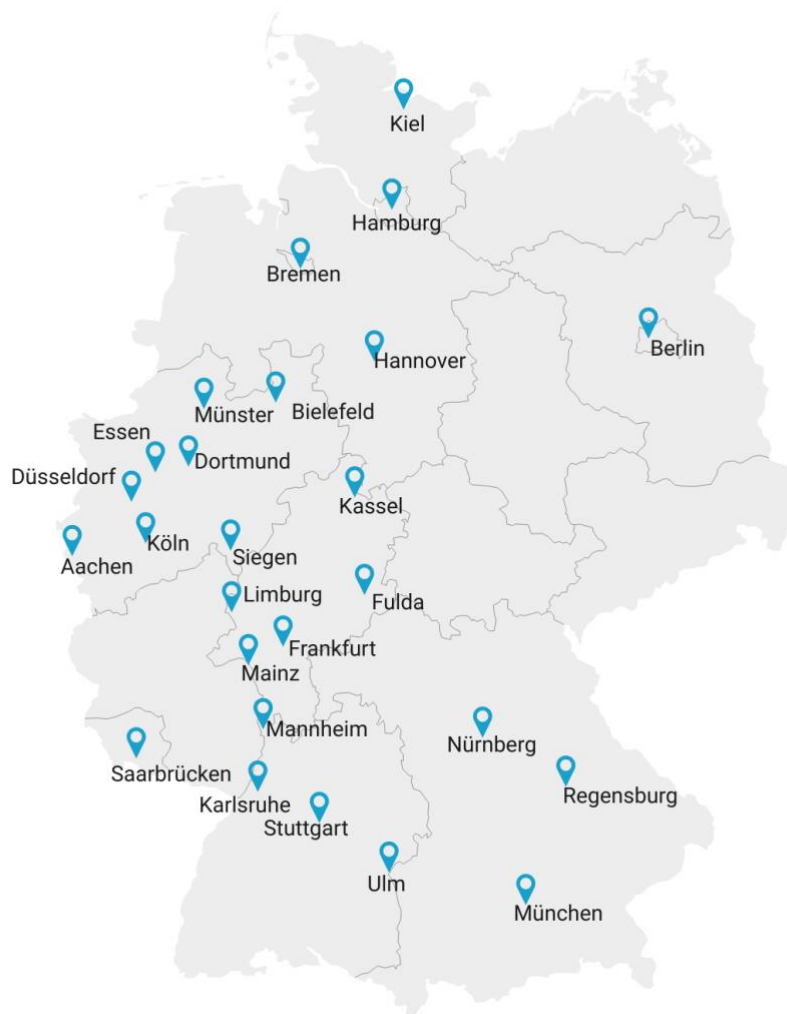 Kiel
Hamburg
Bremen
Berlin
Hannover
Münster
Bielefeld
Essen
Dortmund
Düsseldorf
Kassel
Köln
Siegen
Aachen
Limburg
Fulda
Frankfurt
Mainz
Mannheim
Nürnberg
Saarbrücken
Regensburg
Karlsruhe
Stuttgart
Ulm
München